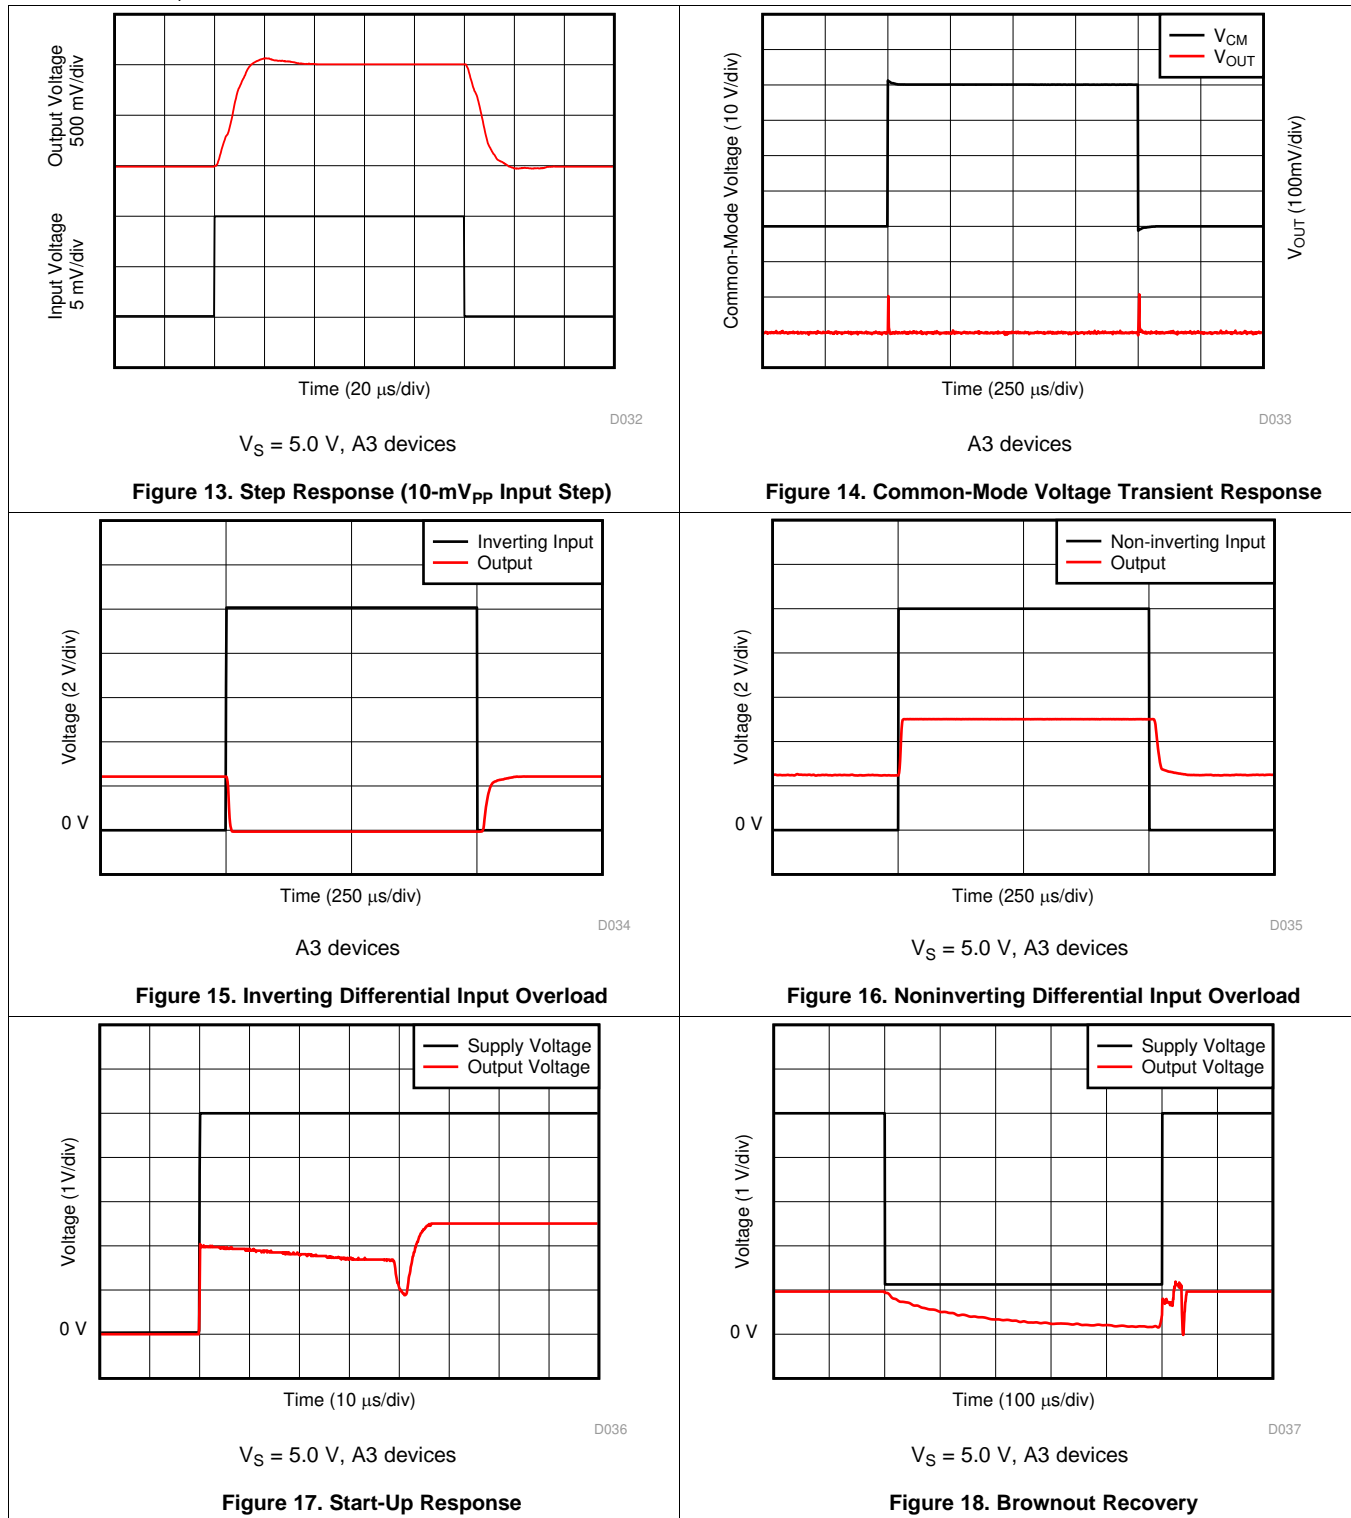 Output Voltage
500 mV/div
Input Voltage
5 mV/div
Time (20 µs/div)
D032
VS = 5.0 V, A3 devices
Figure 13. Step Response (10-mVPP Input Step)
VCM
VOUT
Common-Mode Voltage (10 V/div)
VOUT (100mV/div)
Time (250 µs/div)
D033
A3 devices
Figure 14. Common-Mode Voltage Transient Response
Inverting Input
Output
Voltage (2 V/div)
0 V
Time (250 µs/div)
D034
A3 devices
Figure 15. Inverting Differential Input Overload
Non-inverting Input
Output
Voltage (2 V/div)
0 V
Time (250 µs/div)
D035
VS = 5.0 V, A3 devices
Figure 16. Noninverting Differential Input Overload
Supply Voltage
Output Voltage
Voltage (1V/div)
0 V
Time (10 µs/div)
D036
VS = 5.0 V, A3 devices
Figure 17. Start-Up Response
Supply Voltage
Output Voltage
Voltage (1 V/div)
0 V
Time (100 µs/div)
D037
VS = 5.0 V, A3 devices
Figure 18. Brownout Recovery